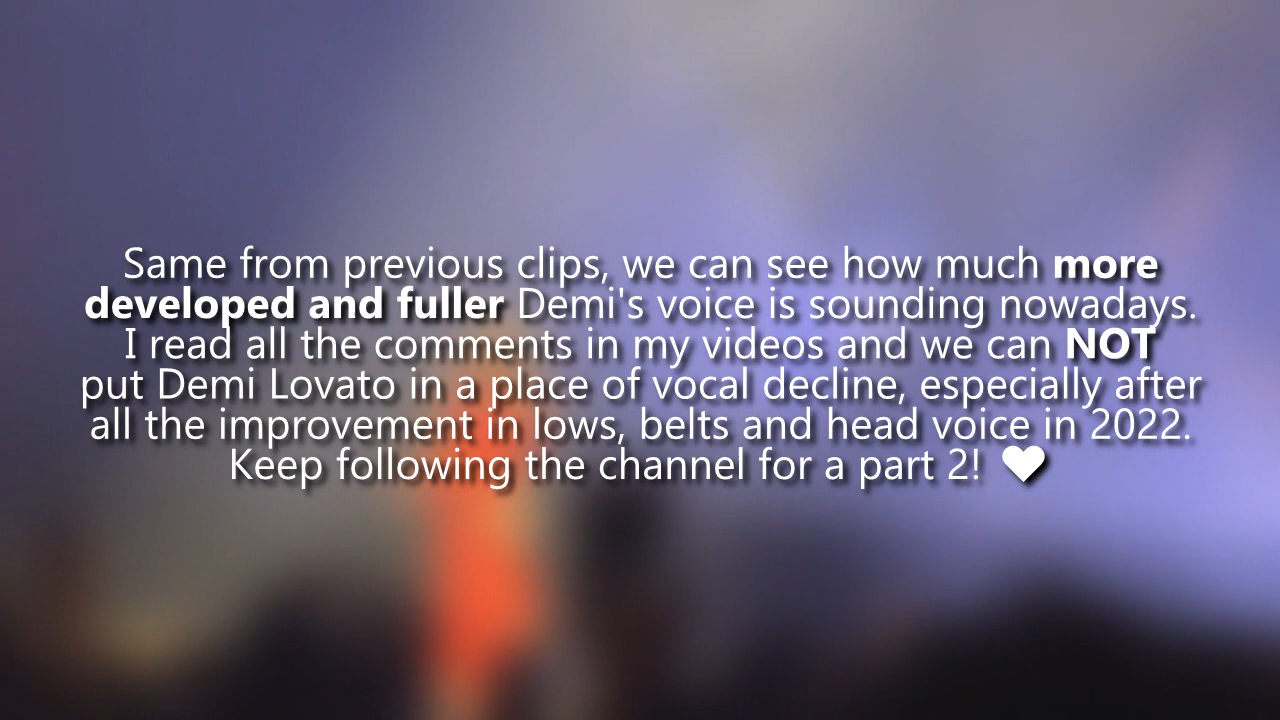 Same from previous clips, we can see how much more
developed and fuller Demi's voice is sounding nowadays.
I read all the comments in my videos and we can NOT
put Demi Lovato in a place of vocal decline, especially after
all the improvement in lows, belts and head voice in 2022.
Keep following the channel for a part 2! ♥